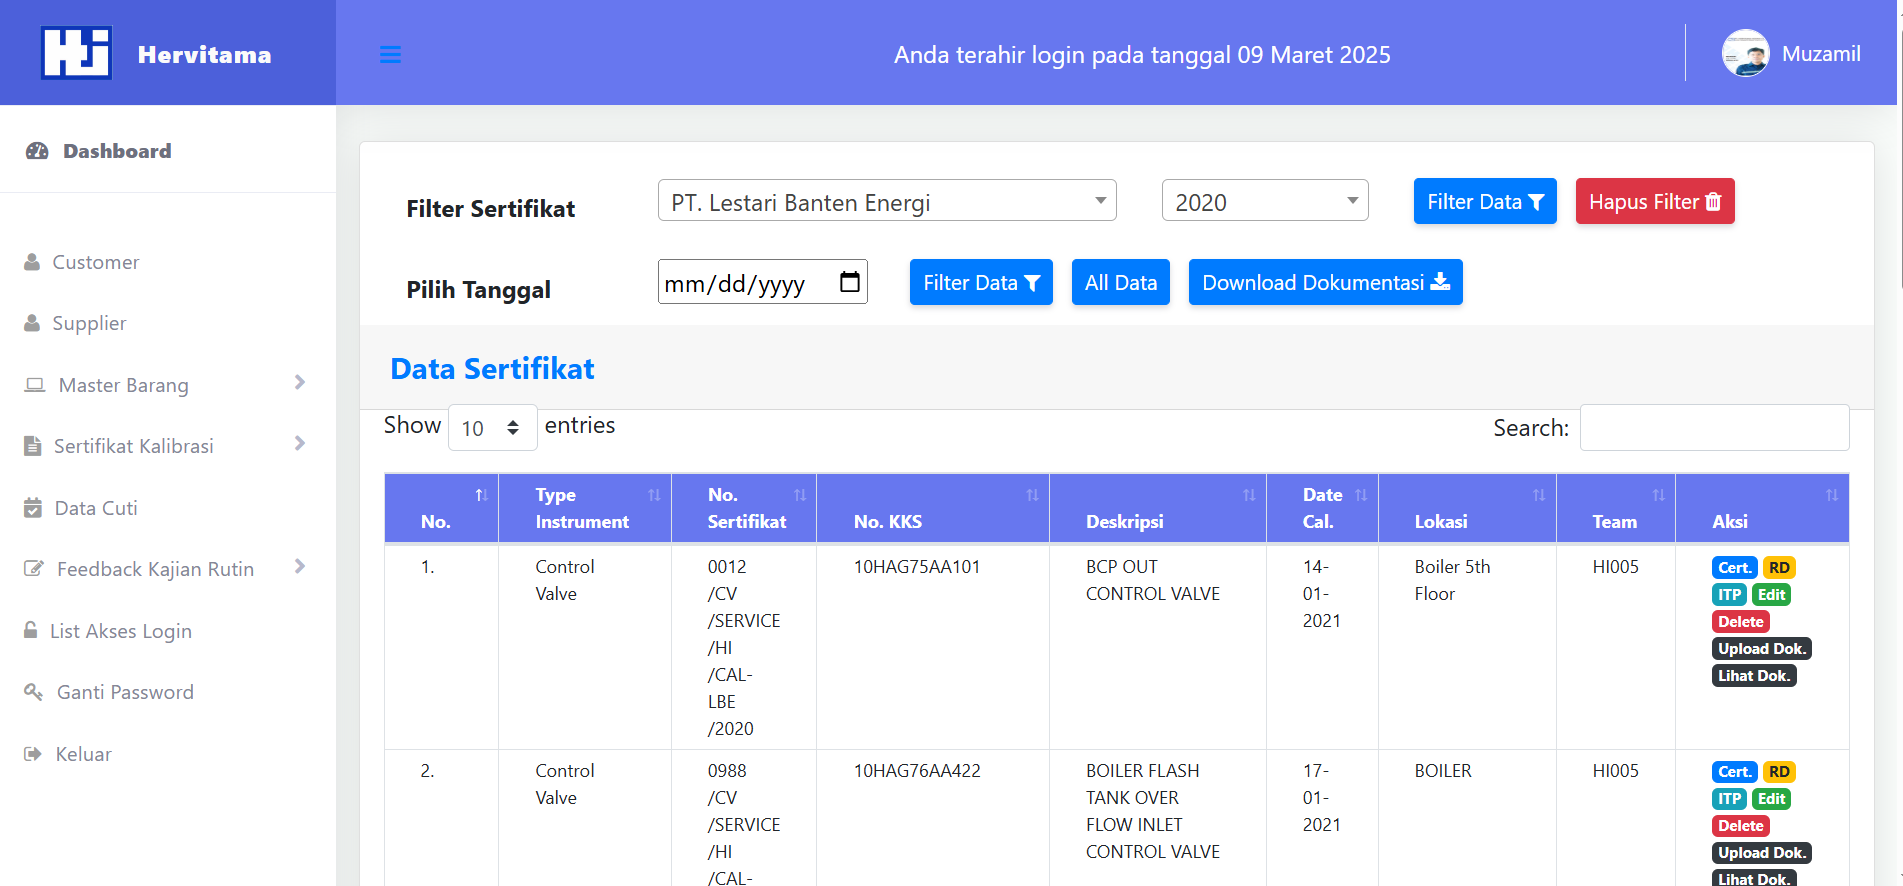 Hi Hervitama
Anda terahir login pada tanggal 09 Maret 2025
Muzamil
Dashboard
Customer
Supplier
Master Barang
Sertifikat Kalibrasi
Data Cuti
Feedback Kajian Rutin
List Akses Login
Ganti Password
Keluar
Filter Sertifikat
PT. Lestari Banten Energi
2020
Filter Data
Hapus Filter
Pilih Tanggal
mm/dd/yyyy
Filter Data
All Data
Download Dokumentasi
Data Sertifikat
Show 10 entries
Search:
No.
Type
Instrument
No.
Sertifikat
No. KKS
Deskripsi
Date
Cal.
Lokasi
Team
Aksi
1.
Control
Valve
0012
/CV
/SERVICE
/HI
/CAL-
LBE
/2020
10HAG75AA101
BCP OUT
CONTROL VALVE
14-
01-
2021
Boiler 5th
Floor
HI005
Cert. RD
ITP Edit
Delete
Upload Dok.
Lihat Dok.
2.
Control
Valve
0988
/CV
/SERVICE
/HI
/CAL-
10HAG76AA422
BOILER FLASH
TANK OVER
FLOW INLET
CONTROL VALVE
17-
01-
2021
BOILER
HI005
Cert. RD
ITP Edit
Delete
Upload Dok.
Lihat Dok.